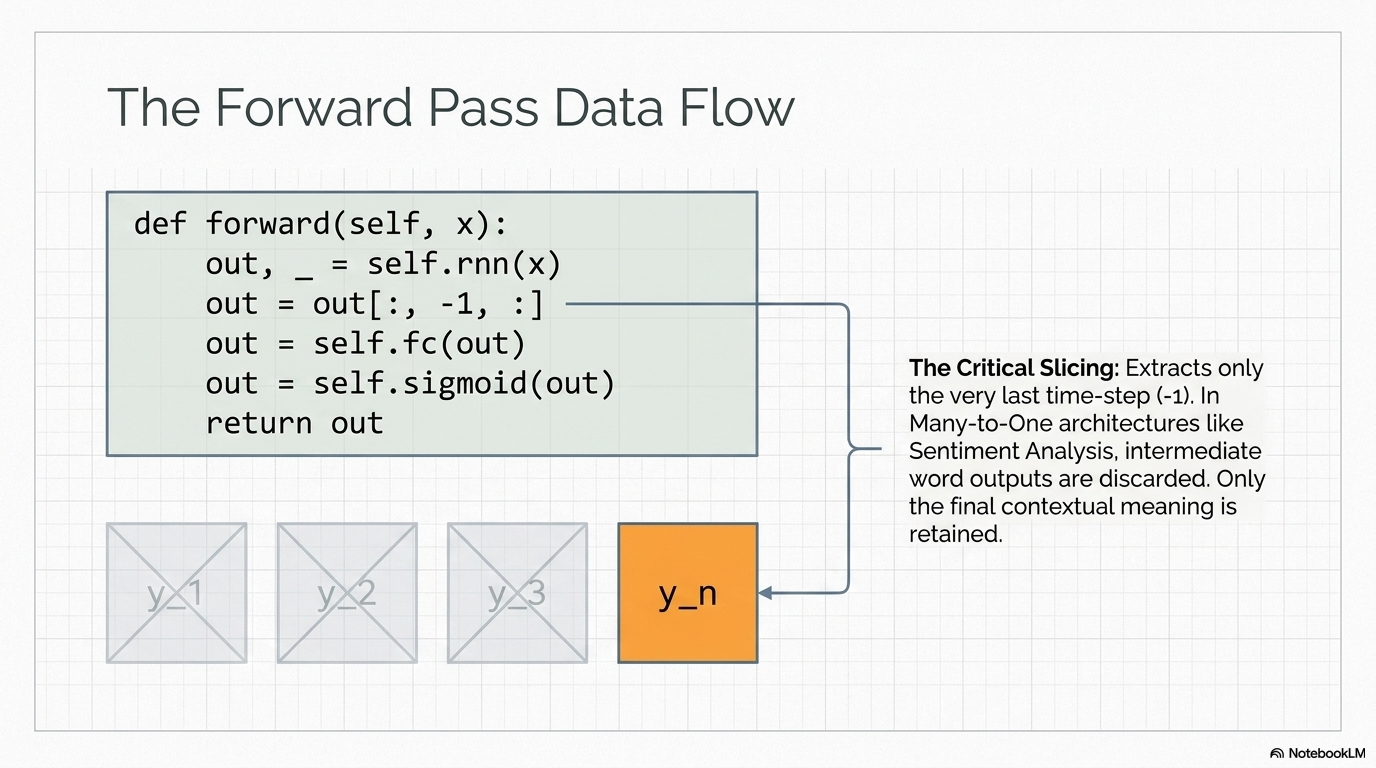 The Forward Pass Data Flow
def forward(self, x):
    out, _ = self.rnn(x)
    out = out[:, -1, :]
    out = self.fc(out)
    out = self.sigmoid(out)
    return out
The Critical Slicing: Extracts only
the very last time-step (-1). In
Many-to-One architectures like
Sentiment Analysis, intermediate
word outputs are discarded. Only
the final contextual meaning is
retained.
y_1 y_2 y_3 y_n
NotebookLM